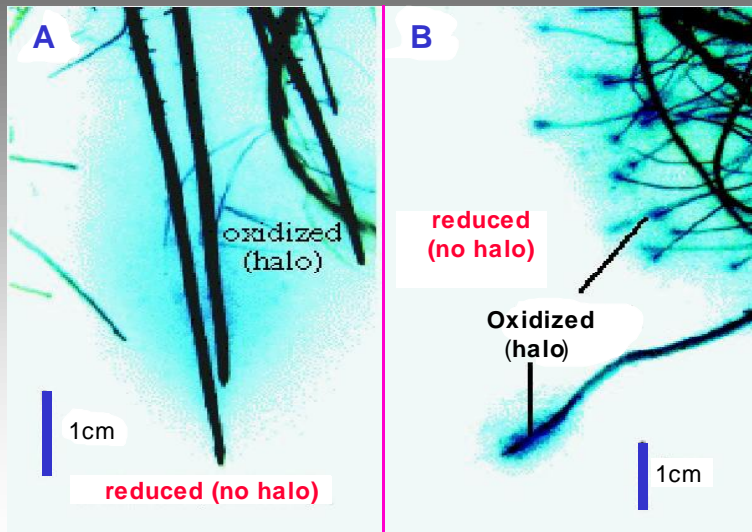 A
oxidized
(halo)
1cm
reduced (no halo)
B
reduced
(no halo)
Oxidized
(halo)
1cm